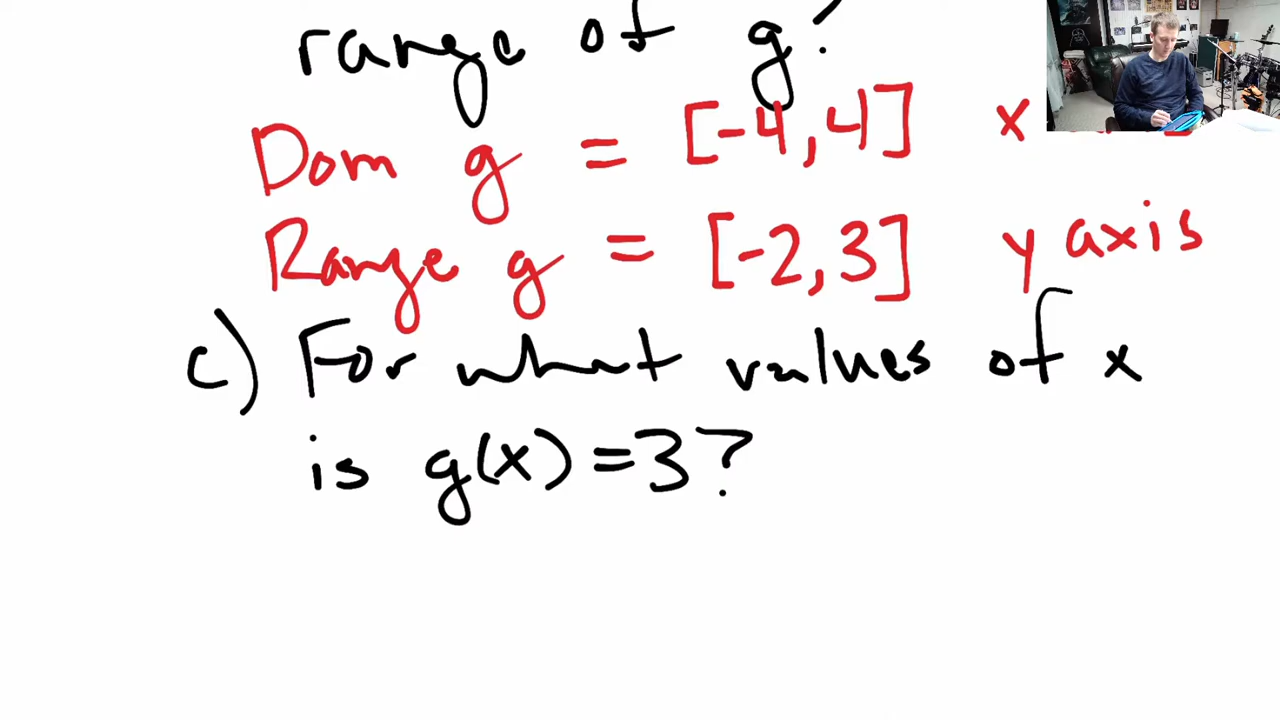 range of g?
Dom g = [-4,4] x
Range g = [-2,3] y axis
c) For what values of x
is g(x) = 3?